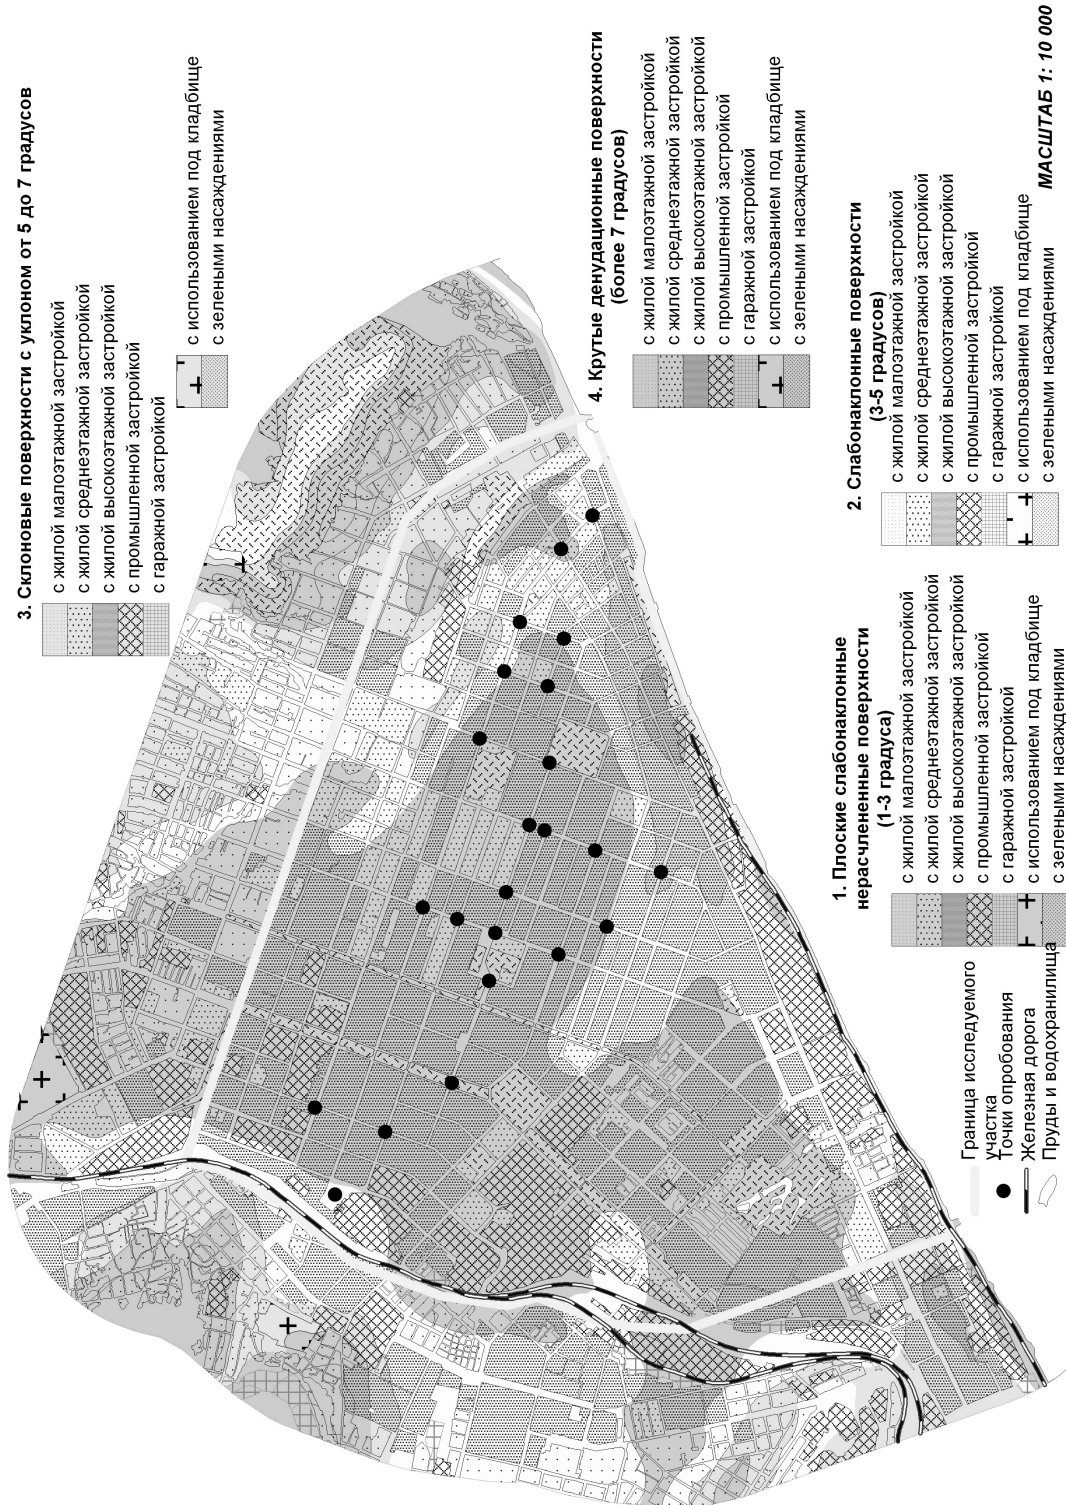 1. Плоские слабонаклонные
нерасчлененные поверхности
(1-3 градуса)
с жилой малоэтажной застройкой
с жилой среднеэтажной застройкой
с жилой высокоэтажной застройкой
с промышленной застройкой
с гаражной застройкой
с использованием под кладбище
с зелеными насаждениями
2. Слабонаклонные поверхности
(3-5 градусов)
с жилой малоэтажной застройкой
с жилой среднеэтажной застройкой
с жилой высокоэтажной застройкой
с промышленной застройкой
с гаражной застройкой
с использованием под кладбище
с зелеными насаждениями
3. Склоновые поверхности с уклоном от 5 до 7 градусов
с жилой малоэтажной застройкой
с жилой среднеэтажной застройкой
с жилой высокоэтажной застройкой
с промышленной застройкой
с гаражной застройкой
с использованием под кладбище
с зелеными насаждениями
4. Крутые денудационные поверхности
(более 7 градусов)
с жилой малоэтажной застройкой
с жилой среднеэтажной застройкой
с жилой высокоэтажной застройкой
с промышленной застройкой
с гаражной застройкой
с использованием под кладбище
с зелеными насаждениями
Граница исследуемого
участка
Точки опробования
Железная дорога
Пруды и водохранилища
МАСШТАБ 1: 10 000